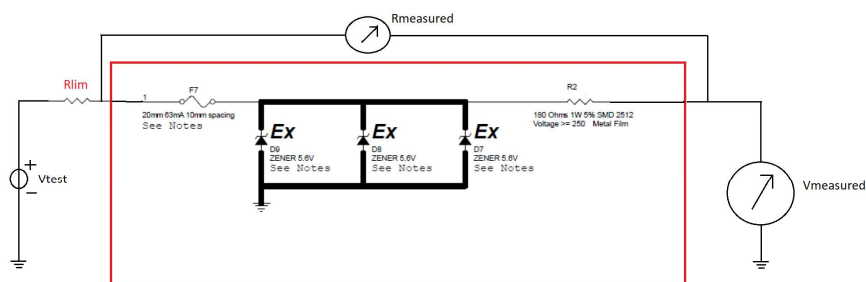 Rmeasured
Rlim
1
F7
20mm 63mA 10mm spacing
See Notes
Ex
D9
ZENER 5.6V
See Notes
Ex
D8
ZENER 5.6V
See Notes
Ex
D7
ZENER 5.6V
See Notes
R2
180 Ohms 1W 5% SMD 2512
Voltage >= 250 Metal Film
+
Vtest
−
Vmeasured